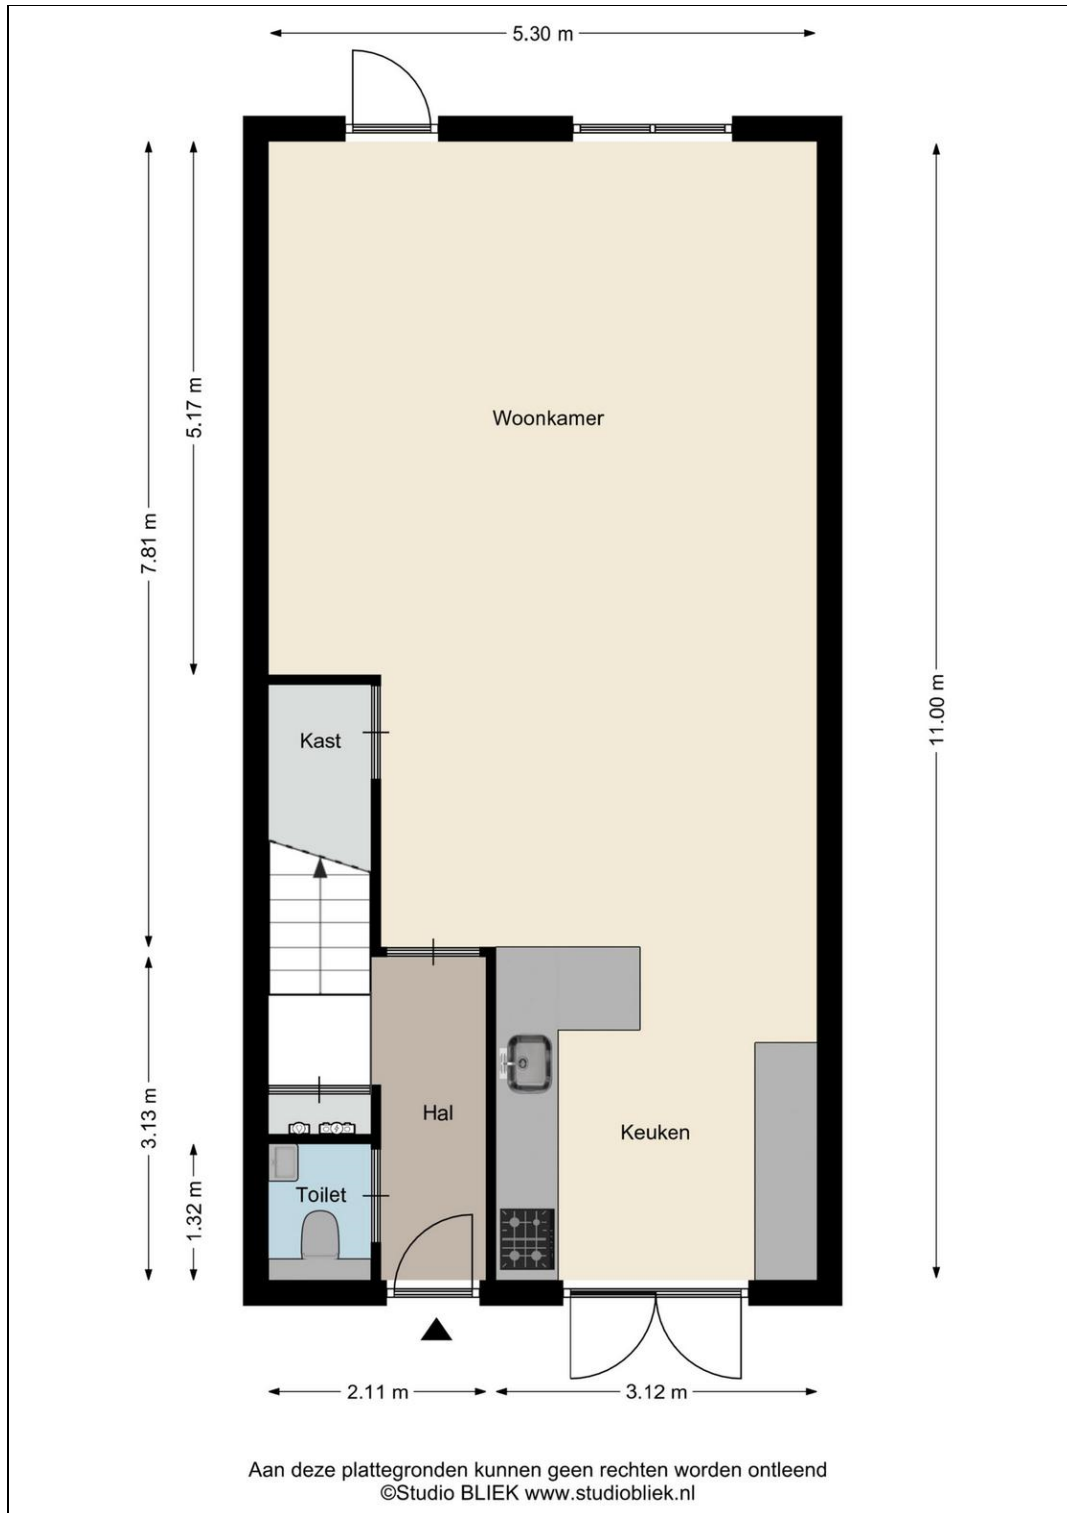 5.30 m
5.17 m
7.81 m
11.00 m
Woonkamer
Kast
3.13 m
Hal
Keuken
Toilet
1.32 m
2.11 m
3.12 m
Aan deze plattegronden kunnen geen rechten worden ontleend
©Studio BLIEK www.studiobliek.nl